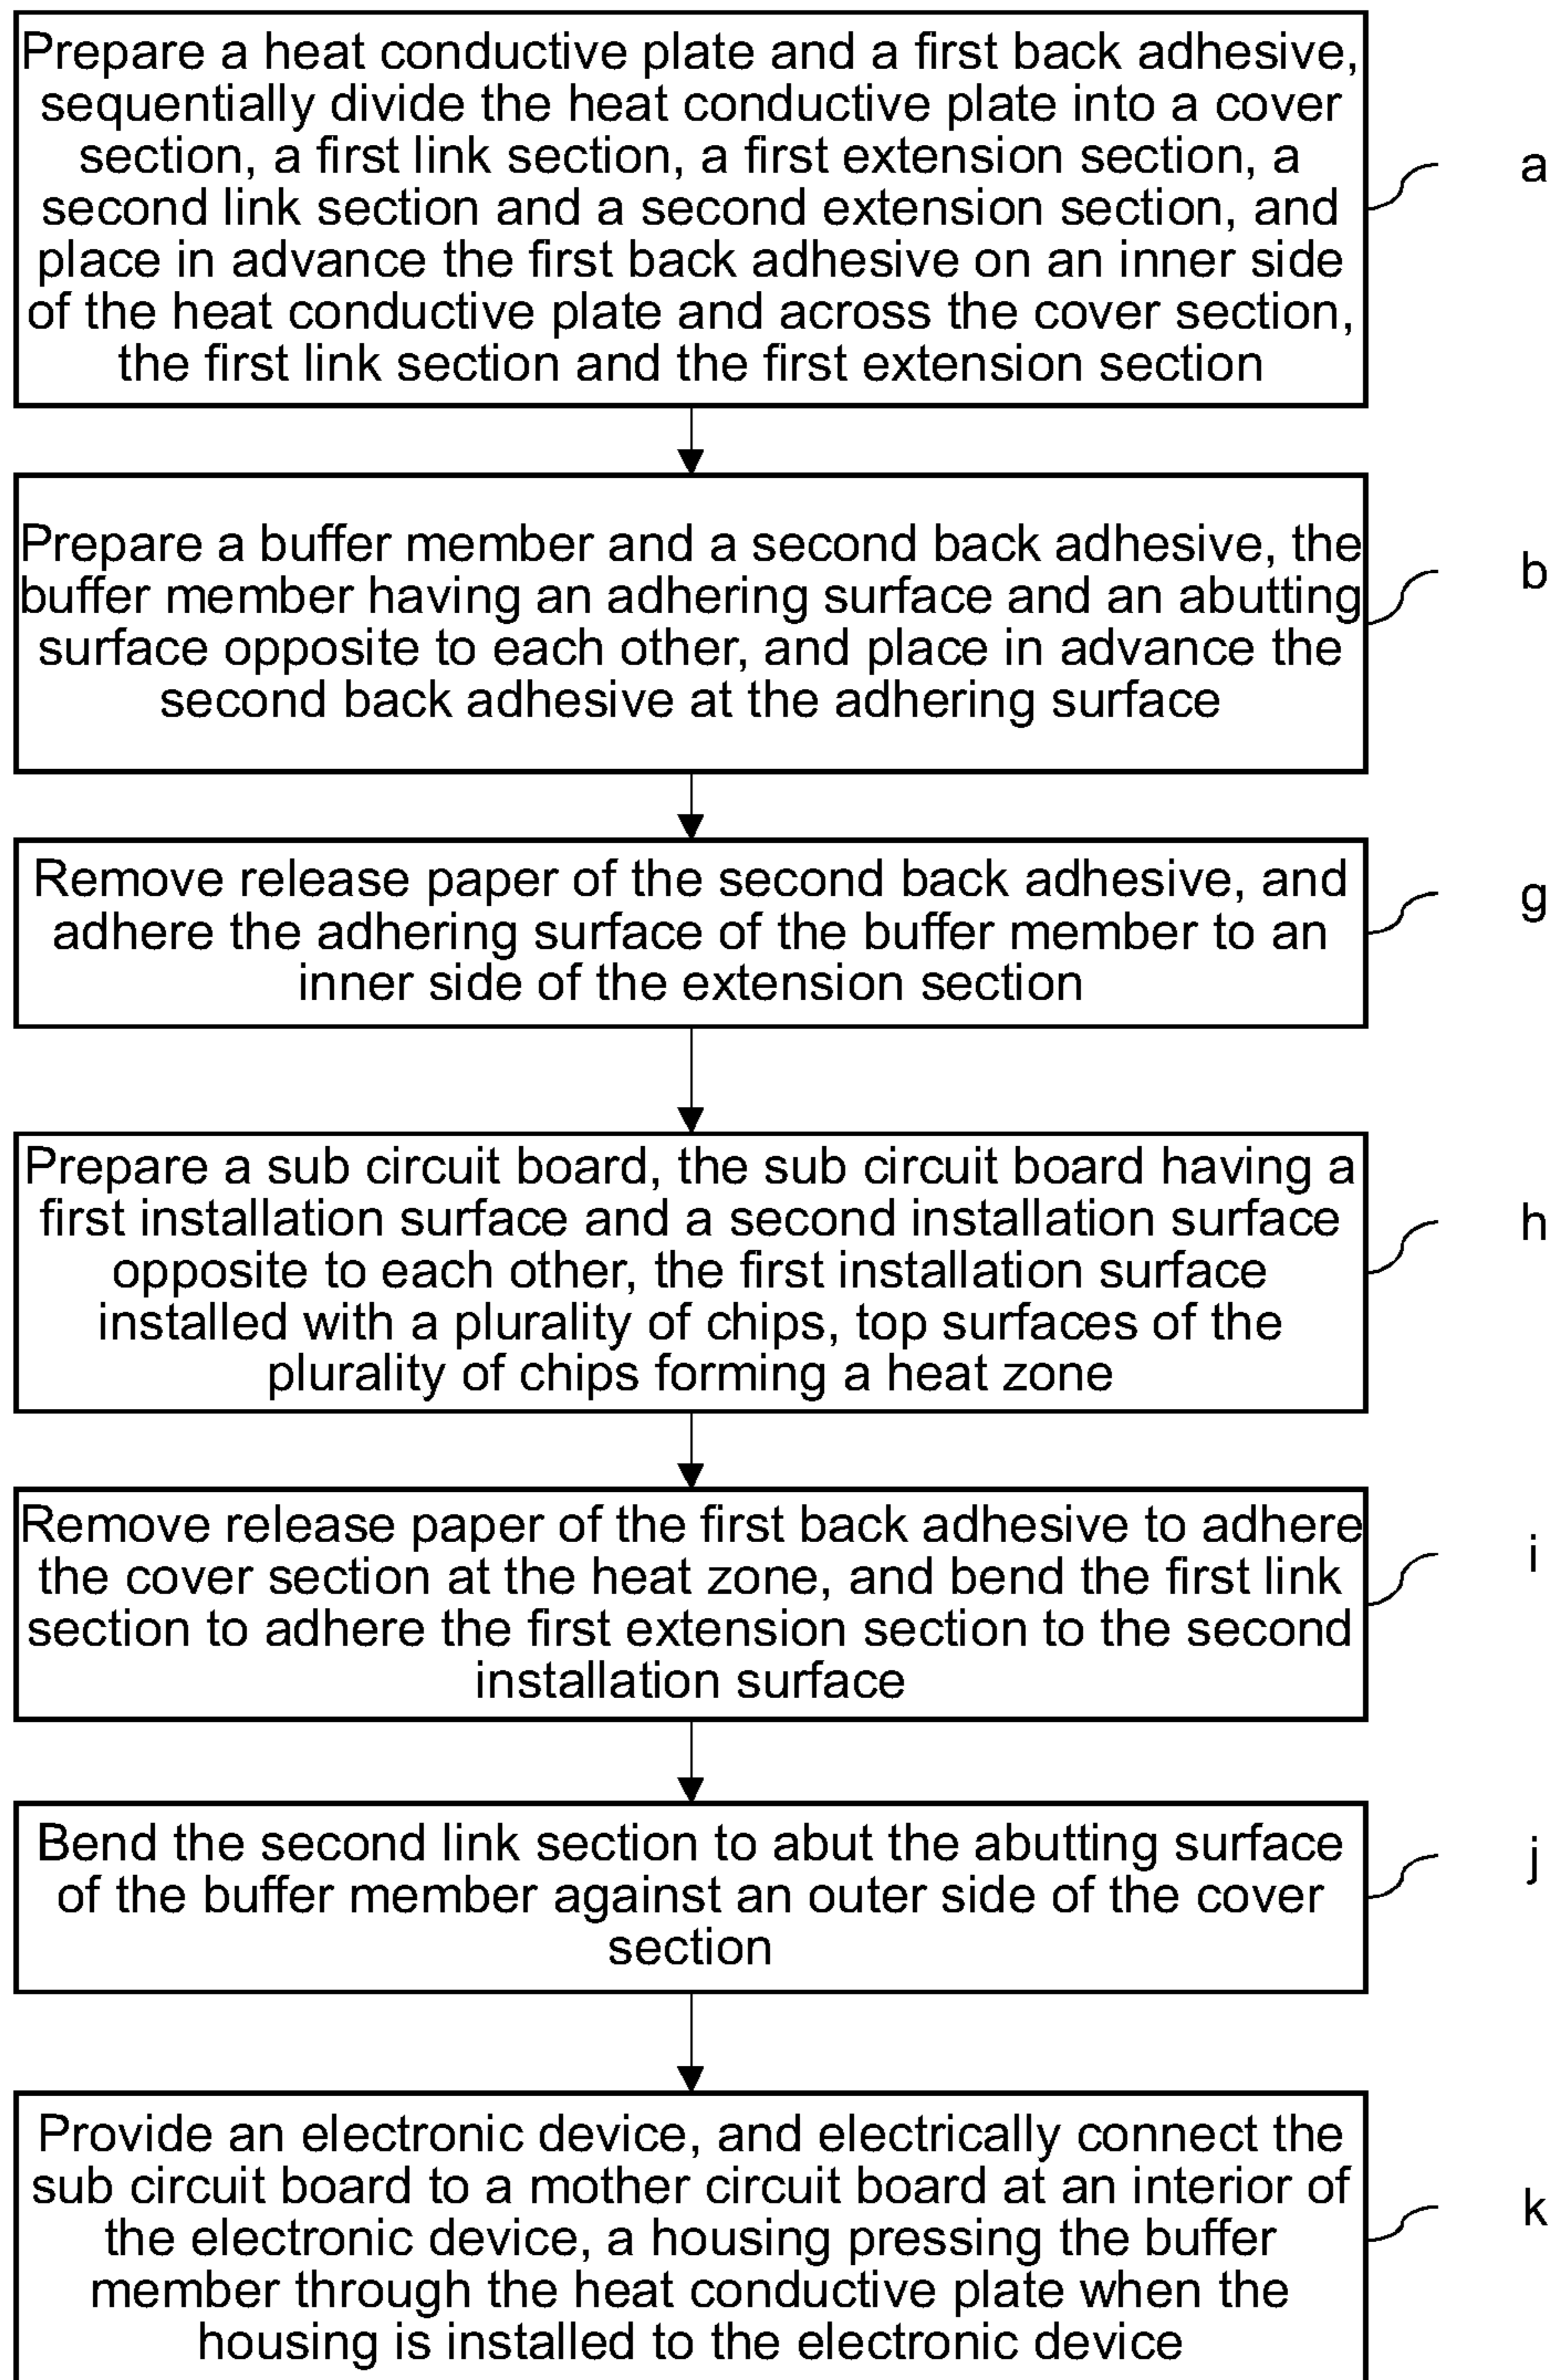 Prepare a heat conductive plate and a first back adhesive,
sequentially divide the heat conductive plate into a cover
section, a first link section, a first extension section, a
second link section and a second extension section, and
place in advance the first back adhesive on an inner side
of the heat conductive plate and across the cover section,
the first link section and the first extension section
a
Prepare a buffer member and a second back adhesive, the
buffer member having an adhering surface and an abutting
surface opposite to each other, and place in advance the
second back adhesive at the adhering surface
b
Remove release paper of the second back adhesive, and
adhere the adhering surface of the buffer member to an
inner side of the extension section
g
Prepare a sub circuit board, the sub circuit board having a
first installation surface and a second installation surface
opposite to each other, the first installation surface
installed with a plurality of chips, top surfaces of the
plurality of chips forming a heat zone
h
Remove release paper of the first back adhesive to adhere
the cover section at the heat zone, and bend the first link
section to adhere the first extension section to the second
installation surface
i
Bend the second link section to abut the abutting surface
of the buffer member against an outer side of the cover
section
j
Provide an electronic device, and electrically connect the
sub circuit board to a mother circuit board at an interior of
the electronic device, a housing pressing the buffer
member through the heat conductive plate when the
housing is installed to the electronic device
k